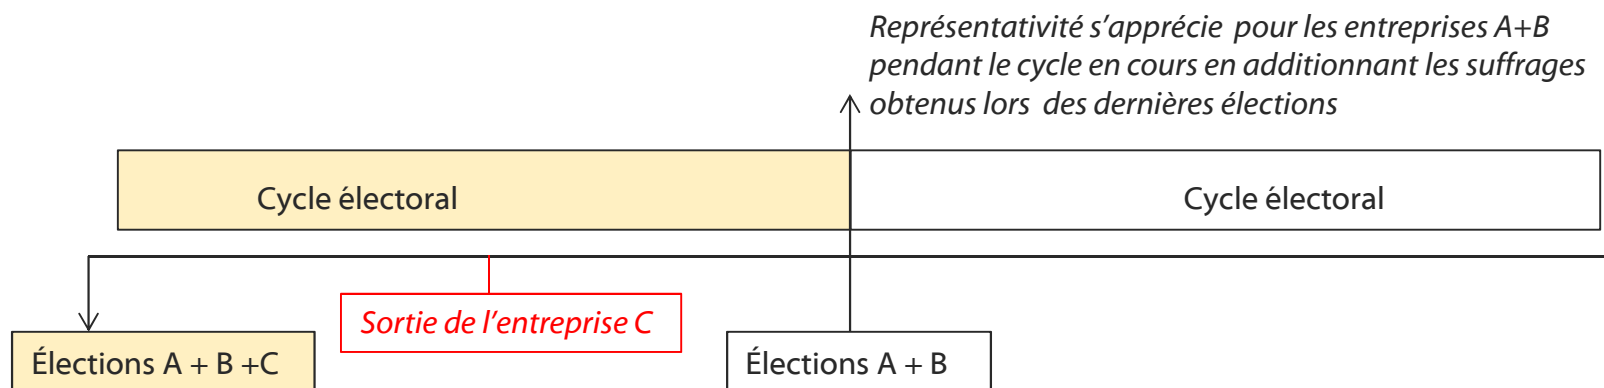 Représentativité s’apprécie pour les entreprises A+B
pendant le cycle en cours en additionnant les suffrages
obtenus lors des dernières élections
Cycle électoral
Cycle électoral
Sortie de l’entreprise C
Élections A + B +C
Élections A + B